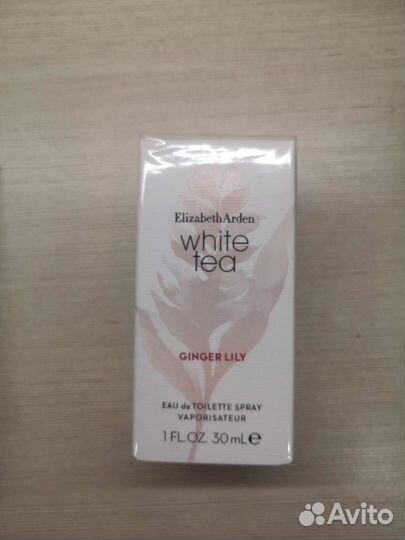 ElizabethArden
white
tea
GINGER LILY
EAU de TOILETTE SPRAY
VAPORISATEUR
1 FL.OZ. 30 mL e
Avito